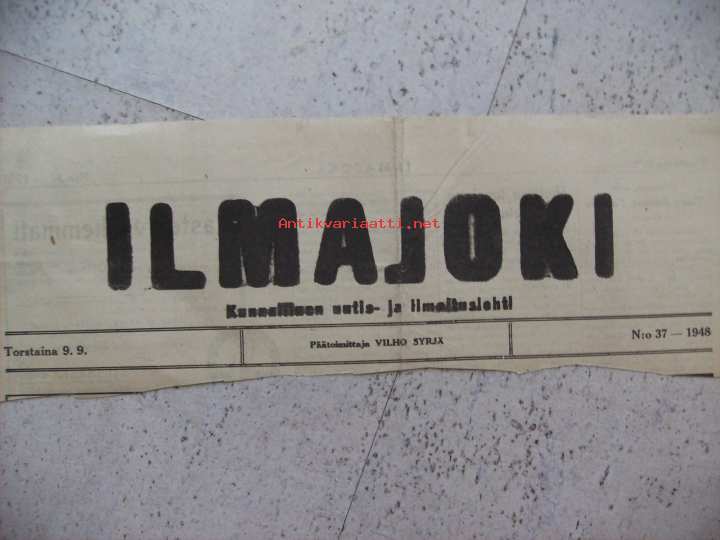 ILMAJOKI
Antikvariaatti.net
Kunnallinen uutis- ja ilmoituslehti
Torstaina 9. 9.
Päätoimittaja VILHO SYRJÄ
N:o 37 — 1948